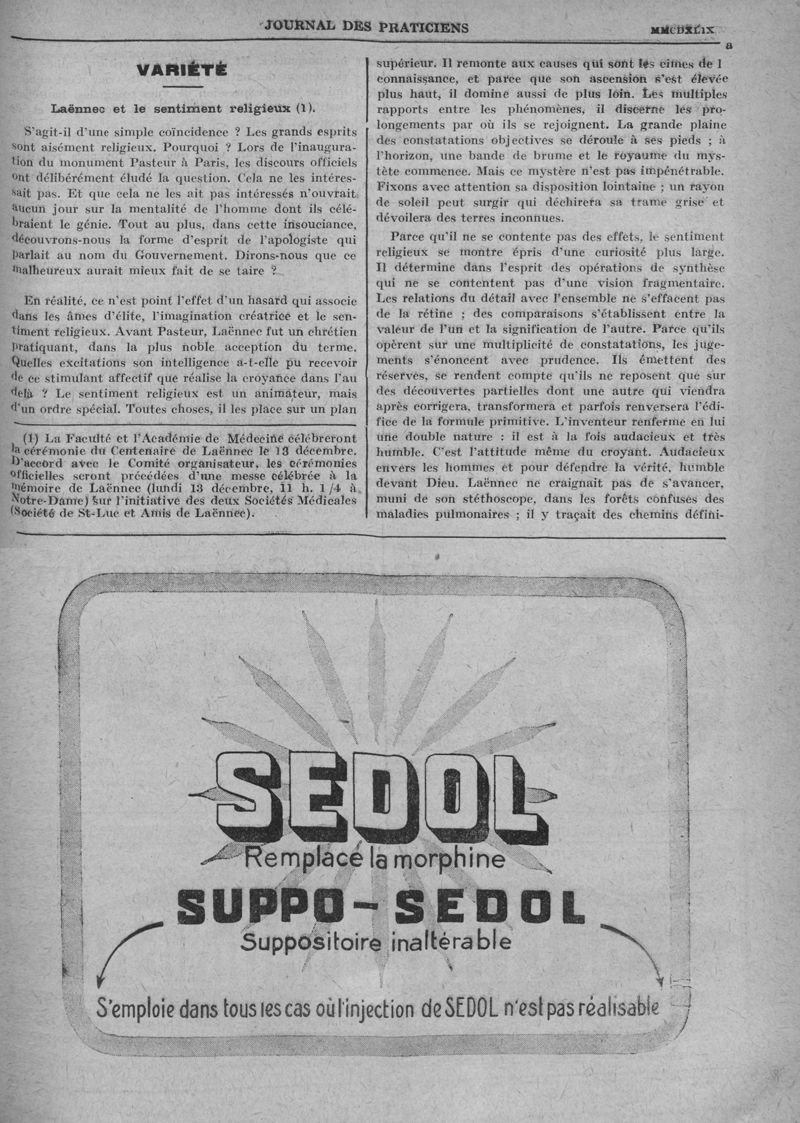 JOURNAL DES PRATICIENS
MMCDXCIX
a
VARIÉTÉ
Laënnec et le sentiment religieux (1).
S'agit-il d'une simple coïncidence ? Les grands esprits
sont aisément religieux. Pourquoi ? Lors de l'inaugura-
tion du monument Pasteur à Paris, les discours officiels
ont délibérément éludé la question. Cela ne les intéres-
sait pas. Et que cela ne les ait pas intéressés n'ouvrait
aucun jour sur la mentalité de l'homme dont ils célé-
braient le génie. Tout au plus, dans cette insouciance,
découvrons-nous la forme d'esprit de l'apologiste qui
parlait au nom du Gouvernement. Dirons-nous que ce
malheureux aurait mieux fait de se taire ?
En réalité, ce n'est point l'effet d'un hasard qui associe
dans les âmes d'élite, l'imagination créatrice et le sen-
timent religieux. Avant Pasteur, Laënnec fut un chrétien
pratiquant, dans la plus noble acception du terme.
Quelles excitations son intelligence a-t-elle pu recevoir
de ce stimulant affectif que réalise la croyance dans l'au
delà ? Le sentiment religieux est un animateur, mais
d'un ordre spécial. Toutes choses, il les place sur un plan
(1) La Faculté et l'Académie de Médecine célébreront
la cérémonie du Centenaire de Laënnec le 13 décembre.
D'accord avec le Comité organisateur, les cérémonies
officielles seront précédées d'une messe célébrée à la
mémoire de Laënnec (lundi 13 décembre, 11 h. 1/4 à
Notre-Dame) sur l'initiative des deux Sociétés Médicales
(Société de St-Luc et Amis de Laënnec).
supérieur. Il remonte aux causes qui sont les cimes de l
connaissance, et parce que son ascension s'est élevée
plus haut, il domine aussi de plus loin. Les multiples
rapports entre les phénomènes, il discerne les pro-
longements par où ils se rejoignent. La grande plaine
des constatations objectives se déroule à ses pieds ; à
l'horizon, une bande de brume et le royaume du mys-
tète commence. Mais ce mystère n'est pas impénétrable.
Fixons avec attention sa disposition lointaine ; un rayon
de soleil peut surgir qui déchirera sa trame grise et
dévoilera des terres inconnues.
Parce qu'il ne se contente pas des effets, le sentiment
religieux se montre épris d'une curiosité plus large.
Il détermine dans l'esprit des opérations de synthèse
qui ne se contentent pas d'une vision fragmentaire.
Les relations du détail avec l'ensemble ne s'effacent pas
de la rétine ; des comparaisons s'établissent entre la
valeur de l'un et la signification de l'autre. Parce qu'ils
opèrent sur une multiplicité de constatations, les juge-
ments s'énoncent avec prudence. Ils émettent des
réserves, se rendent compte qu'ils ne reposent que sur
des découvertes partielles dont une autre qui viendra
après corrigera, transformera et parfois renversera l'édi-
fice de la formule primitive. L'inventeur renferme en lui
une double nature : il est à la fois audacieux et très
humble. C'est l'attitude même du croyant. Audacieux
envers les hommes et pour défendre la vérité, humble
devant Dieu. Laënnec ne craignait pas de s'avancer,
muni de son stéthoscope, dans les forêts confuses des
maladies pulmonaires ; il y traçait des chemins défini-
SEDOL
Remplace la morphine
SUPPO-SEDOL
Suppositoire inaltérable
S'emploie dans tous les cas où l'injection de SEDOL n'est pas réalisable